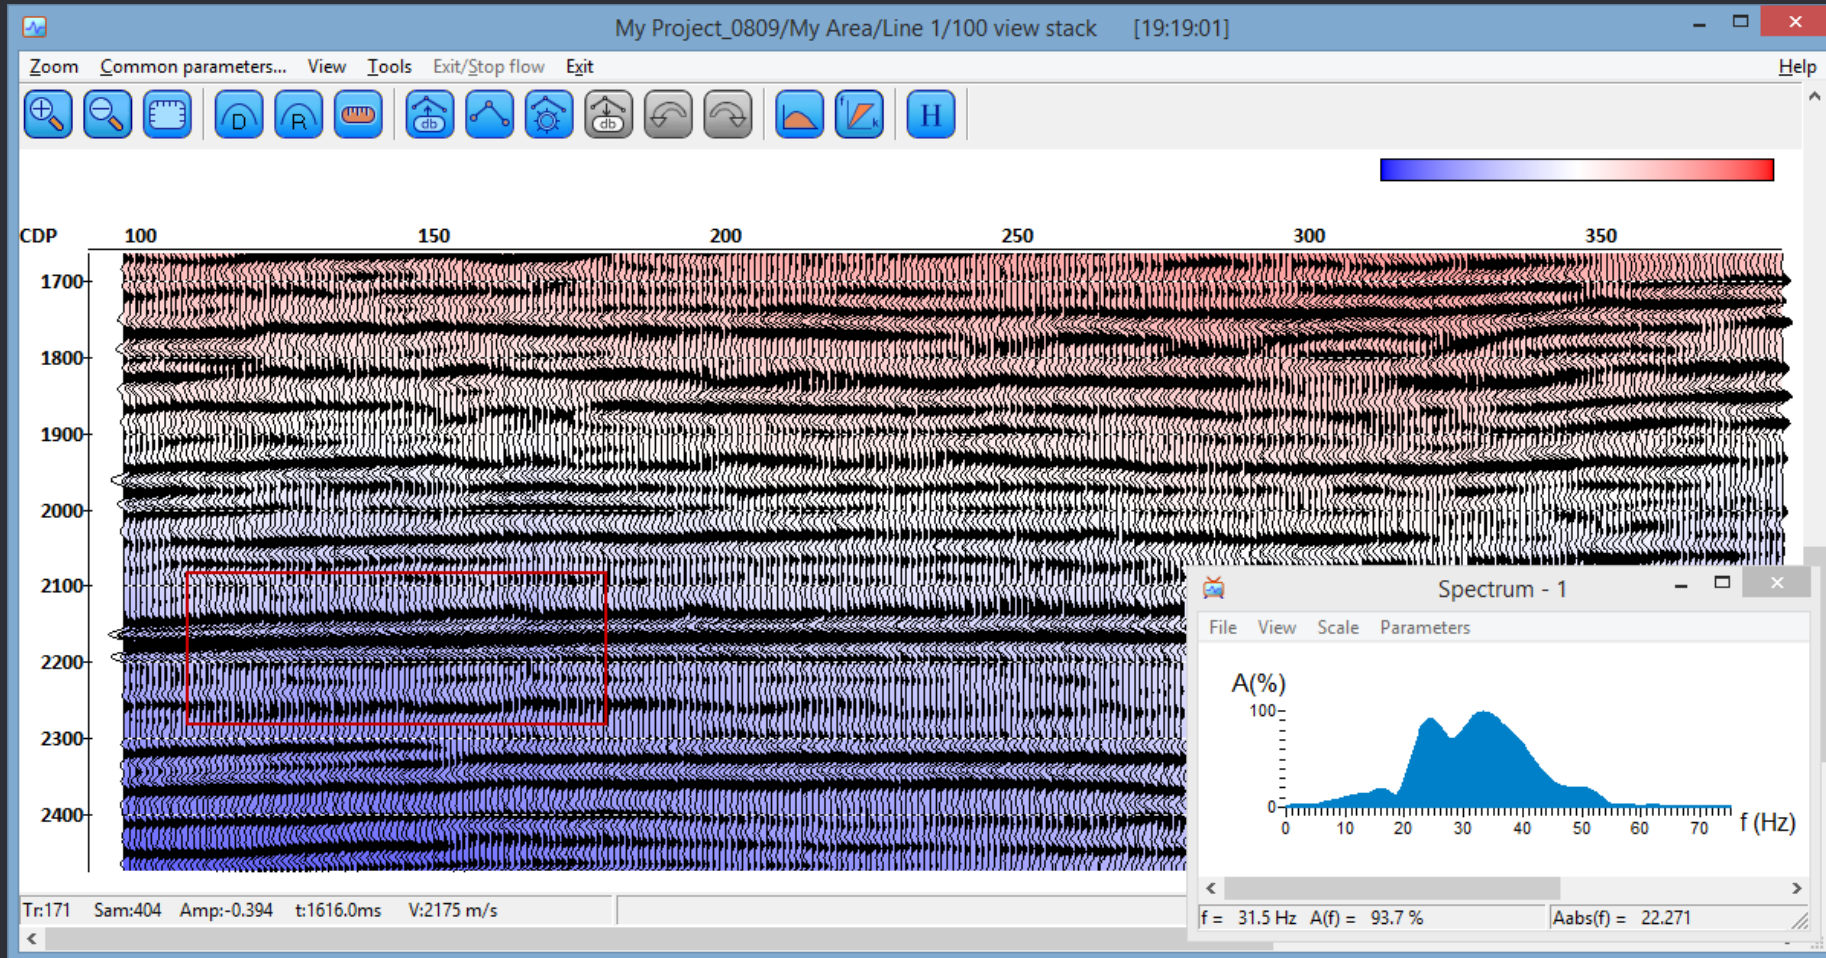 My Project_0809/My Area/Line 1/100 view stack [19:19:01]
Zoom Common parameters... View Tools Exit/Stop flow Exit Help
D R db db f k H
CDP 100 150 200 250 300 350
1700
1800
1900
2000
2100
2200
2300
2400
Spectrum - 1
File View Scale Parameters
A(%)
100
0
0 10 20 30 40 50 60 70 f (Hz)
f = 31.5 Hz A(f) = 93.7 % Aabs(f) = 22.271
Tr:171 Sam:404 Amp:-0.394 t:1616.0ms V:2175 m/s